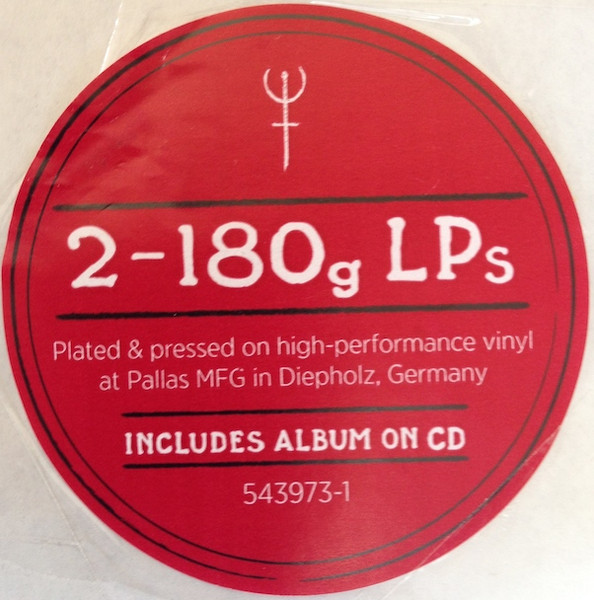 2-180g LPs
Plated & pressed on high-performance vinyl
at Pallas MFG in Diepholz, Germany
INCLUDES ALBUM ON CD
543973-1